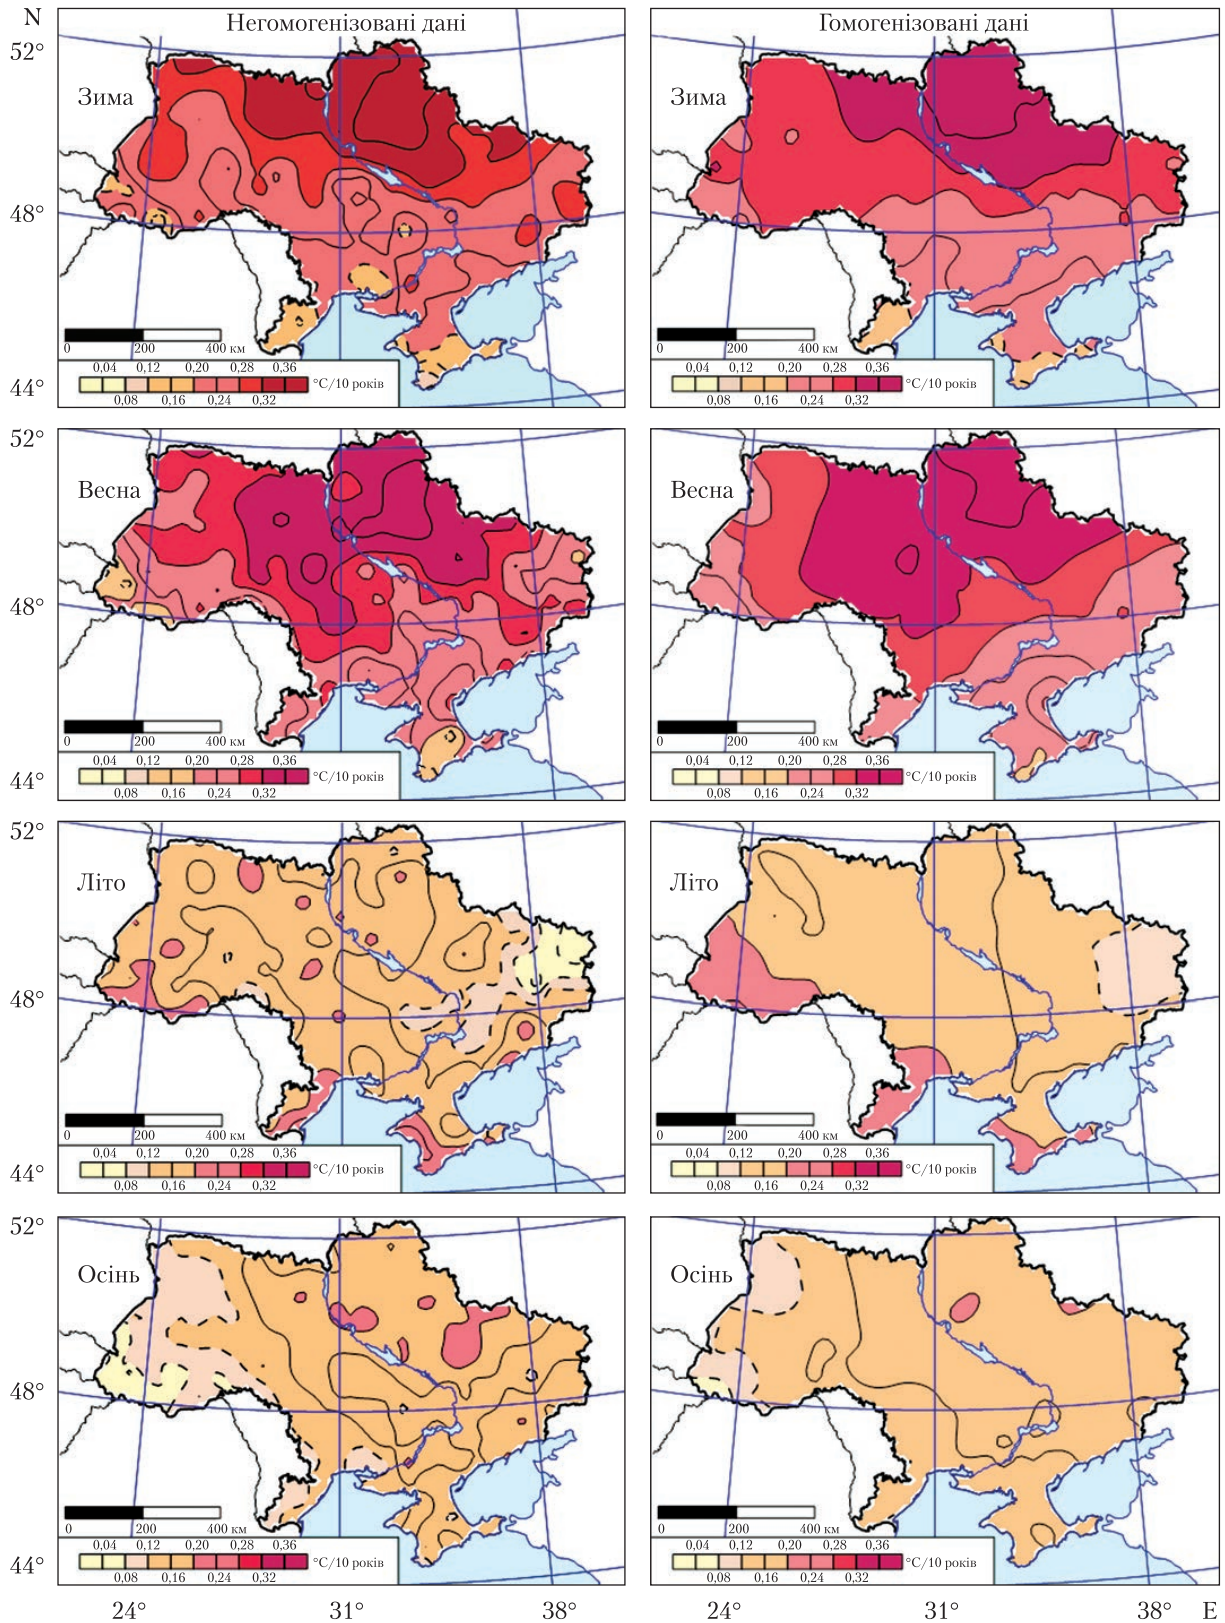 N
Негомогенізовані дані
Гомогенізовані дані
52°
Зима
Зима
48°
0 200 400 км
0 200 400 км
0,04 0,12 0,20 0,28 0,36
°C/10 років
0,08 0,16 0,24 0,32
0,04 0,12 0,20 0,28 0,36
°C/10 років
0,08 0,16 0,24 0,32
44°
52°
Весна
Весна
48°
0 200 400 км
0 200 400 км
0,04 0,12 0,20 0,28 0,36
°C/10 років
0,08 0,16 0,24 0,32
0,04 0,12 0,20 0,28 0,36
°C/10 років
0,08 0,16 0,24 0,32
44°
52°
Літо
Літо
48°
0 200 400 км
0 200 400 км
0,04 0,12 0,20 0,28 0,36
°C/10 років
0,08 0,16 0,24 0,32
0,04 0,12 0,20 0,28 0,36
°C/10 років
0,08 0,16 0,24 0,32
44°
52°
Осінь
Осінь
48°
0 200 400 км
0 200 400 км
0,04 0,12 0,20 0,28 0,36
°C/10 років
0,08 0,16 0,24 0,32
0,04 0,12 0,20 0,28 0,36
°C/10 років
0,08 0,16 0,24 0,32
44°
24° 31° 38° 24° 31° 38° E